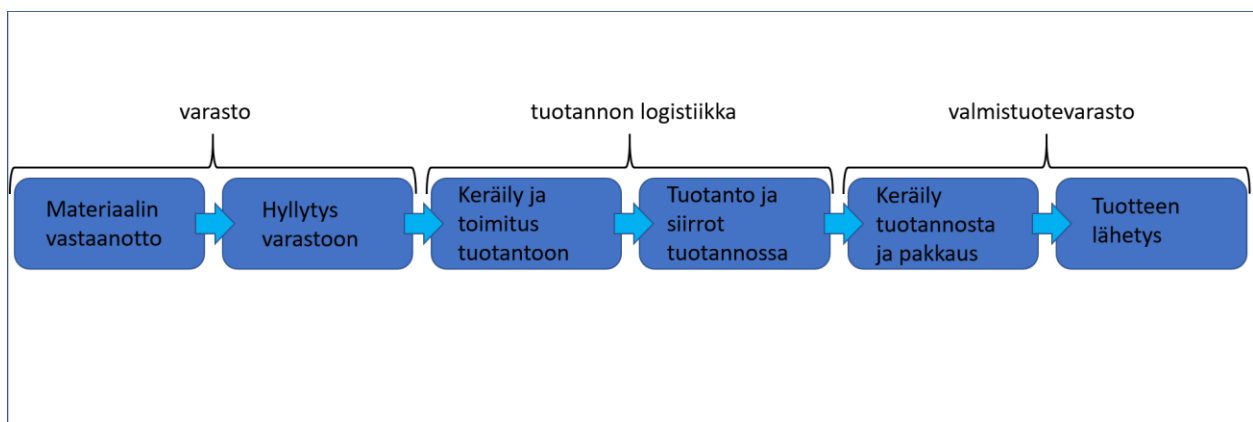 varasto
tuotannon logistiikka
valmistuotevarasto
Materiaalin
vastaanotto
Hyllytys
varastoon
Keräily ja
toimitus
tuotantoon
Tuotanto ja
siirrot
tuotannossa
Keräily
tuotannosta
ja pakkaus
Tuotteen
lähetys